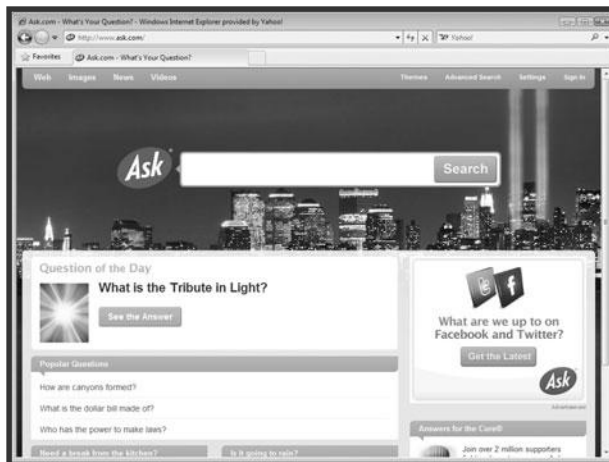 Ask.com - What's Your Question? - Windows Internet Explorer provided by Yahoo!
http://www.ask.com/
Yahoo!
Favorites
Ask.com - What's Your Question?
Web Images News Videos
Themes Advanced Search Settings Sign In
Ask
Search
Question of the Day
What is the Tribute in Light?
See the Answer
What are we up to on
Facebook and Twitter?
Get the Latest
Ask
Advertisement
Popular Questions
How are canyons formed?
What is the dollar bill made of?
Who has the power to make laws?
Need a break from the kitchen?
Is it going to rain?
Answers for the Cure®
Join over 2 million supporters